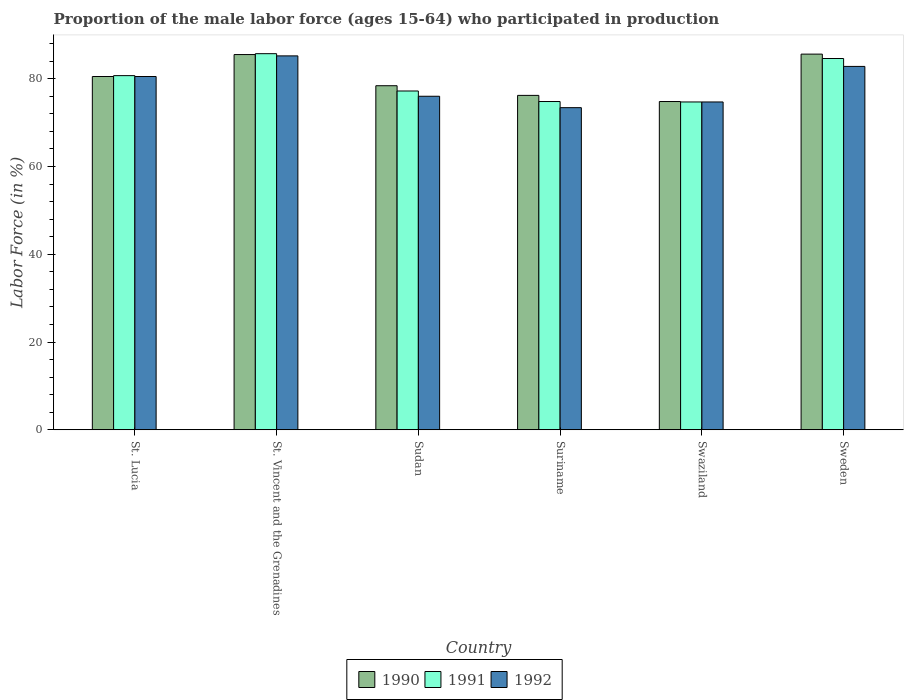 Proportion of the male labor force (ages 15-64) who participated in production
Labor Force (in %)
80
60
40
20
0
St. Lucia
St. Vincent and the Grenadines
Sudan
Suriname
Swaziland
Sweden
Country
1990
1991
1992